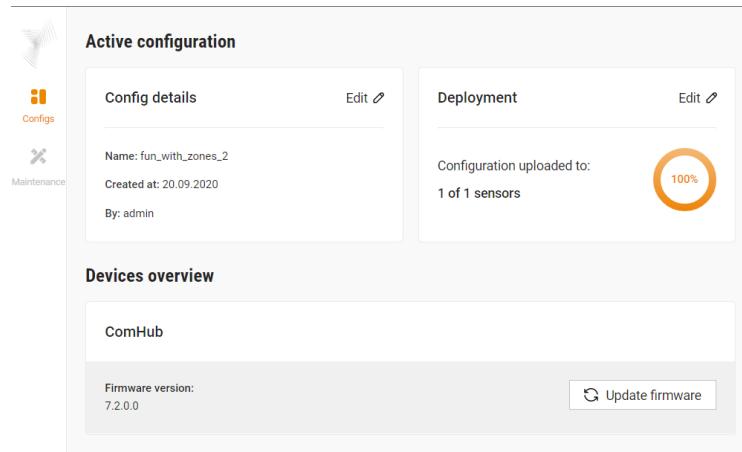 Active configuration
Config details
Edit
Deployment
Edit
Configs
Name: fun_with_zones_2
Created at: 20.09.2020
By: admin
Configuration uploaded to:
1 of 1 sensors
100%
Maintenance
Devices overview
ComHub
Firmware version:
7.2.0.0
Update firmware